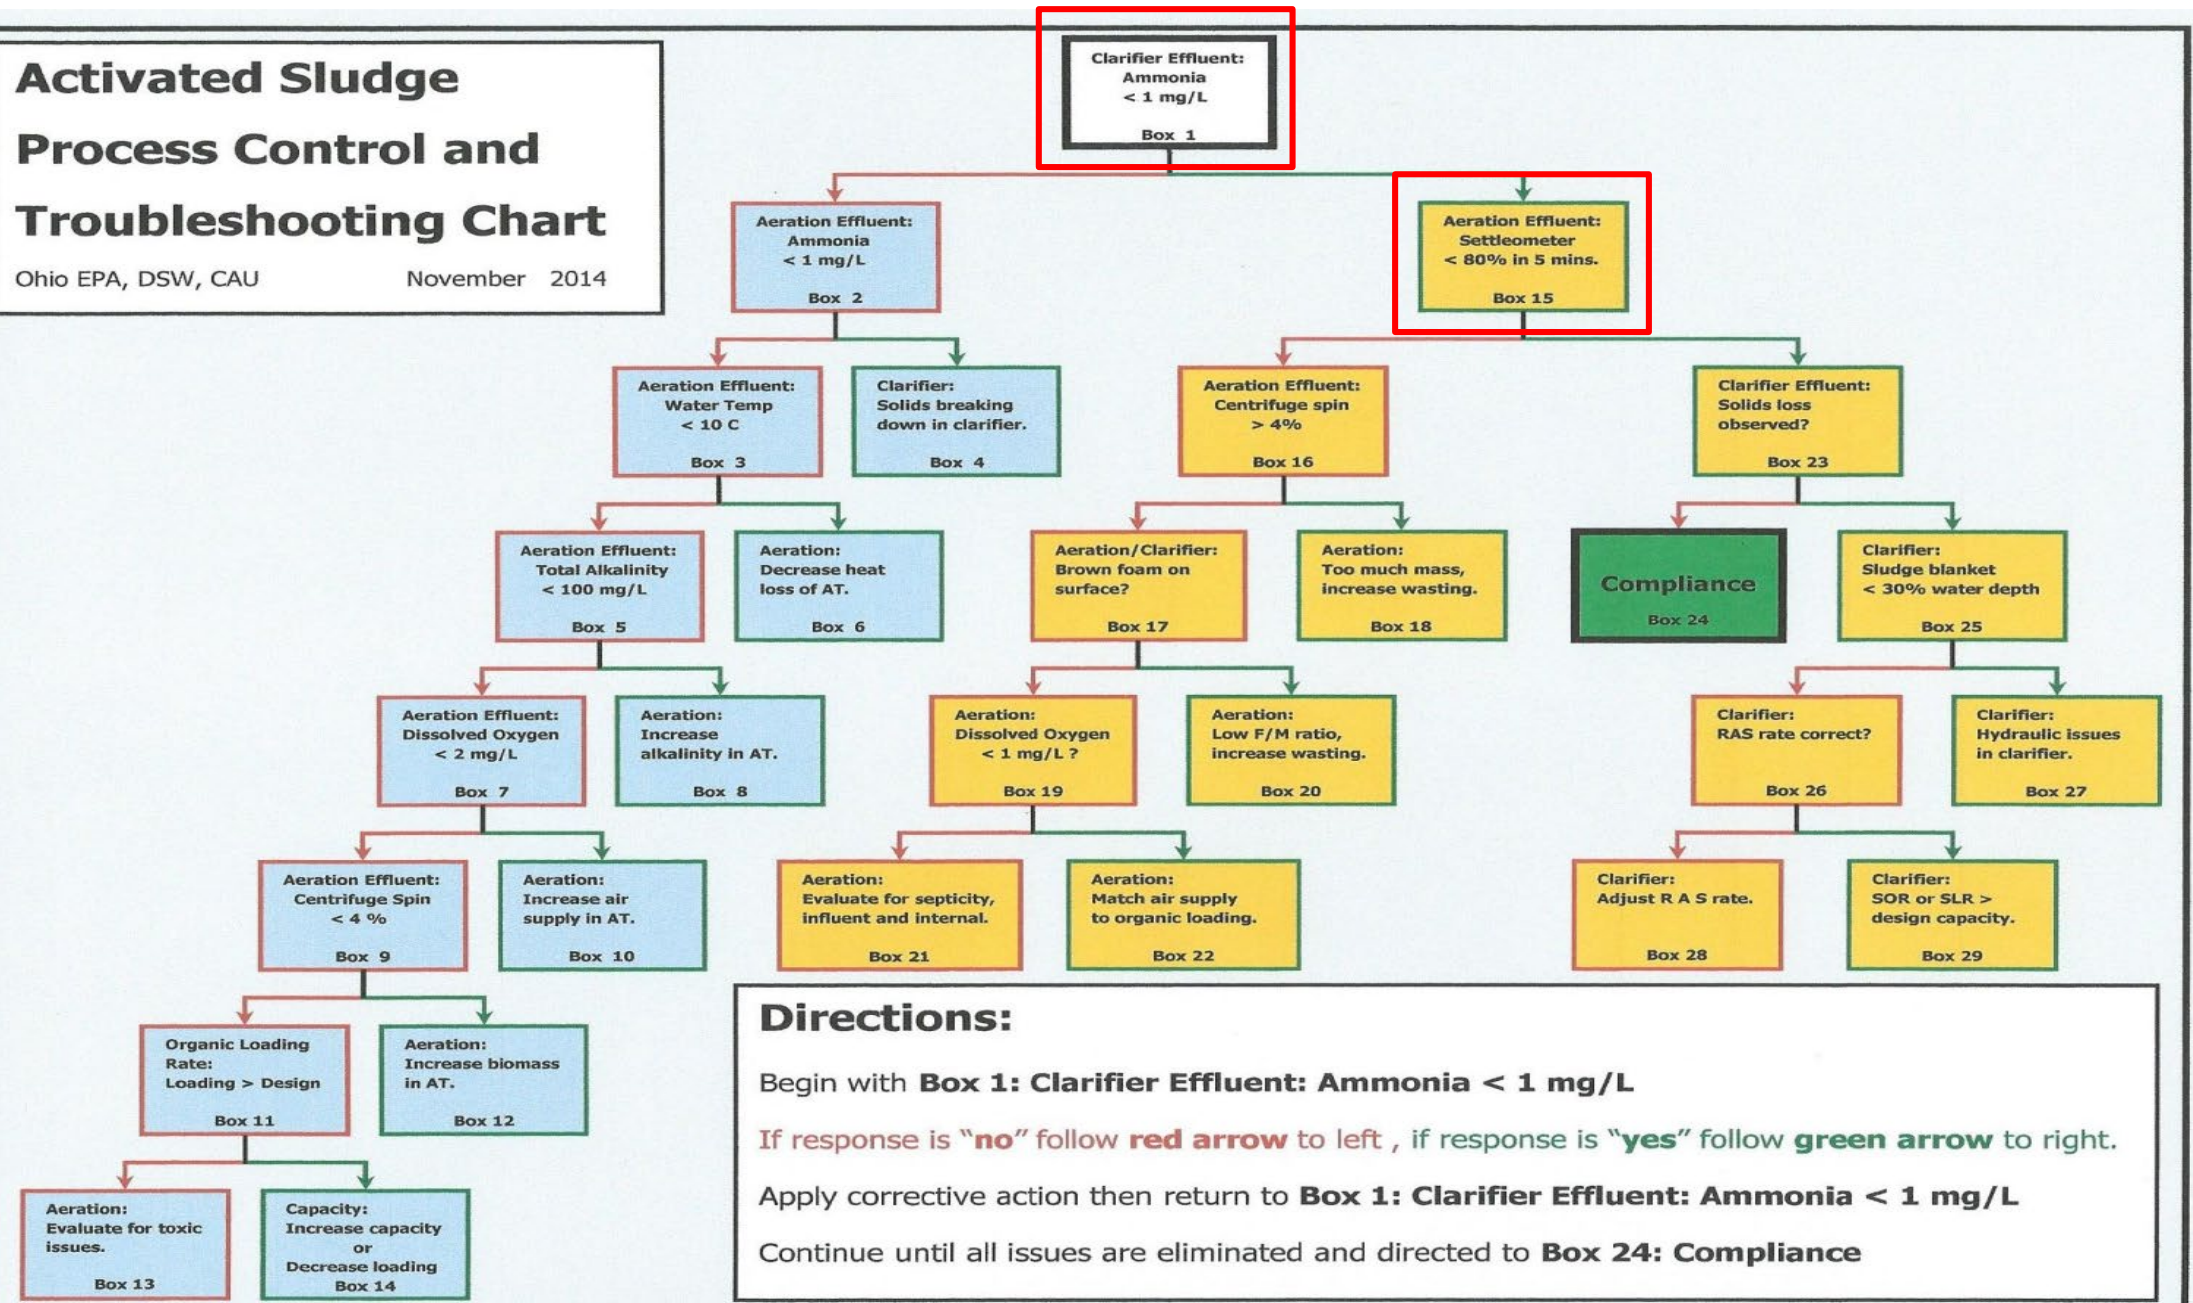 Activated Sludge
Process Control and
Troubleshooting Chart
Ohio EPA, DSW, CAU November 2014
Clarifier Effluent:
Ammonia
< 1 mg/L
Box 1
Aeration Effluent:
Ammonia
< 1 mg/L
Box 2
Aeration Effluent:
Settleometer
< 80% in 5 mins.
Box 15
Aeration Effluent:
Water Temp
< 10 C
Box 3
Clarifier:
Solids breaking
down in clarifier.
Box 4
Aeration Effluent:
Centrifuge spin
> 4%
Box 16
Clarifier Effluent:
Solids loss
observed?
Box 23
Aeration Effluent:
Total Alkalinity
< 100 mg/L
Box 5
Aeration:
Decrease heat
loss of AT.
Box 6
Aeration/Clarifier:
Brown foam on
surface?
Box 17
Aeration:
Too much mass,
increase wasting.
Box 18
Compliance
Box 24
Clarifier:
Sludge blanket
< 30% water depth
Box 25
Aeration Effluent:
Dissolved Oxygen
< 2 mg/L
Box 7
Aeration:
Increase
alkalinity in AT.
Box 8
Aeration:
Dissolved Oxygen
< 1 mg/L ?
Box 19
Aeration:
Low F/M ratio,
increase wasting.
Box 20
Clarifier:
RAS rate correct?
Box 26
Clarifier:
Hydraulic issues
in clarifier.
Box 27
Aeration Effluent:
Centrifuge Spin
< 4 %
Box 9
Aeration:
Increase air
supply in AT.
Box 10
Aeration:
Evaluate for septicity,
influent and internal.
Box 21
Aeration:
Match air supply
to organic loading.
Box 22
Clarifier:
Adjust R A S rate.
Box 28
Clarifier:
SOR or SLR >
design capacity.
Box 29
Organic Loading
Rate:
Loading > Design
Box 11
Aeration:
Increase biomass
in AT.
Box 12
Aeration:
Evaluate for toxic
issues.
Box 13
Capacity:
Increase capacity
or
Decrease loading
Box 14
Directions:
Begin with Box 1: Clarifier Effluent: Ammonia < 1 mg/L
If response is “no” follow red arrow to left , if response is “yes” follow green arrow to right.
Apply corrective action then return to Box 1: Clarifier Effluent: Ammonia < 1 mg/L
Continue until all issues are eliminated and directed to Box 24: Compliance